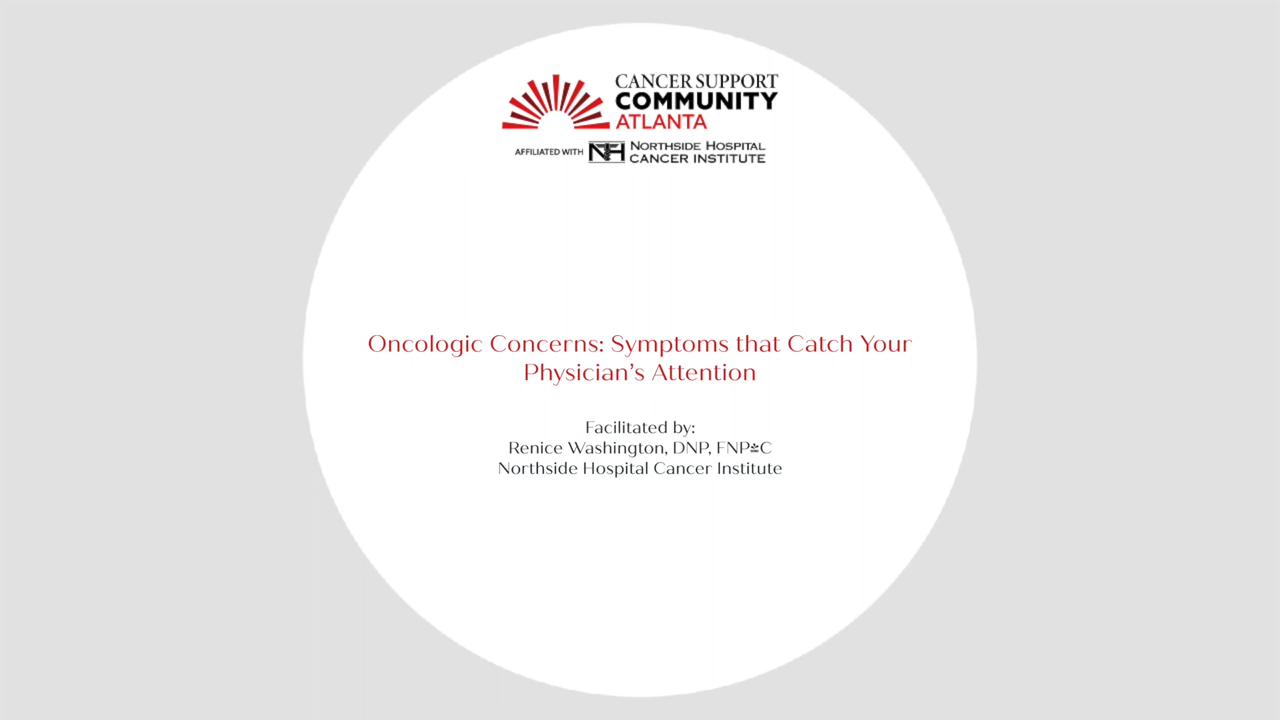 CANCER SUPPORT
COMMUNITY
ATLANTA
AFFILIATED WITH NH NORTHSIDE HOSPITAL
CANCER INSTITUTE
Oncologic Concerns: Symptoms that Catch Your
Physician's Attention
Facilitated by:
Renice Washington, DNP, FNP-C
Northside Hospital Cancer Institute